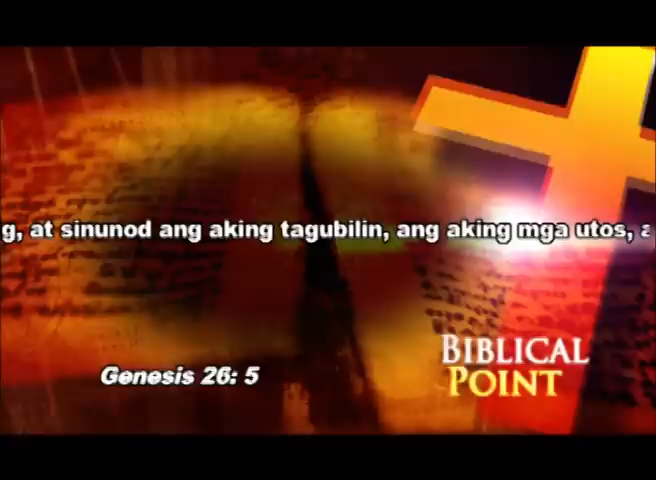 g, at sinunod ang aking tagubilin, ang aking mga utos, a
Genesis 26: 5
BIBLICAL
POINT